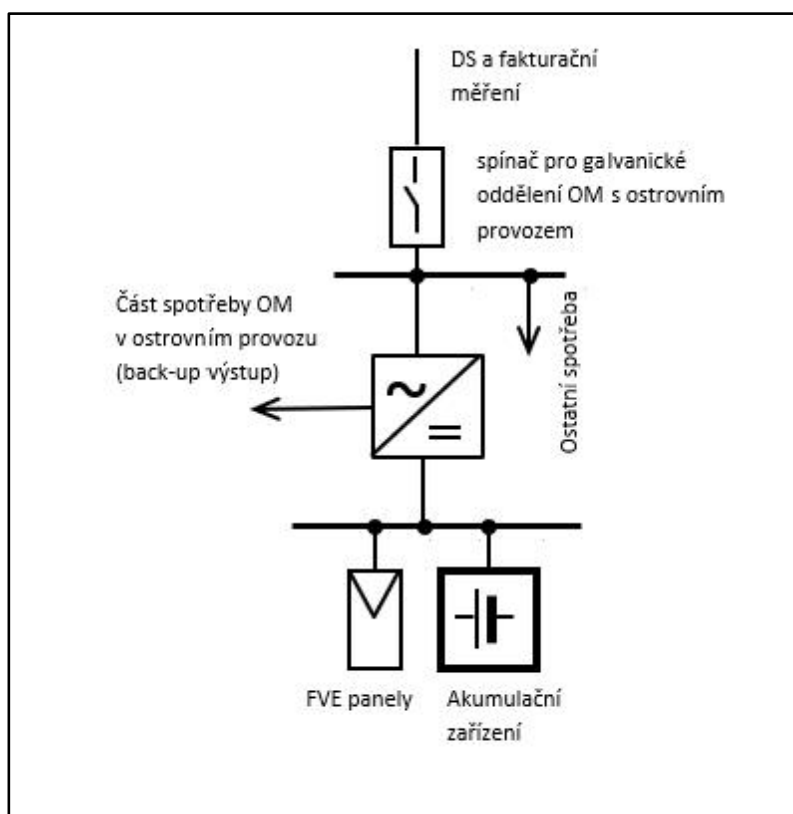 DS a fakturační
měření
spínač pro galvanické
oddělení OM s ostrovním
provozem
Část spotřeby OM
v ostrovním provozu
(back-up výstup)
Ostatní spotřeba
FVE panely
Akumulační
zařízení